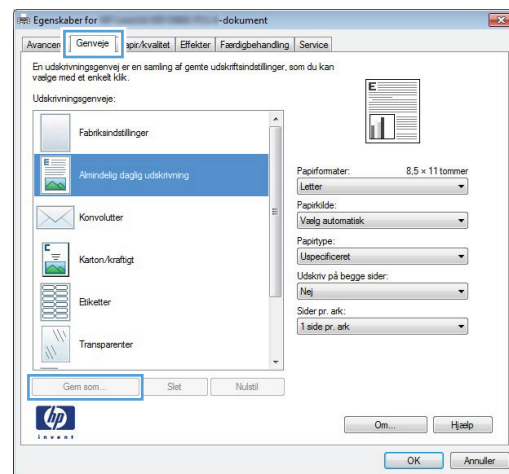 Egenskaber for
-dokument
Avancer
Genveje
apir/kvalitet
Effekter
Færdigbehandling
Service
En udskrivningsgenvej er en samling af gemte udskriftsindstillinger, som du kan
vælge med et enkelt klik.
Udskrivningsgenveje:
Fabriksindstillinger
Almindelig daglig udskrivning
Konvolutter
Karton/kraftigt
Etiketter
Transparenter
Gem som...
Slet
Nulstil
E
Papirformater:
8,5 × 11 tommer
Letter
Papirkilde:
Vælg automatisk
Papirtype:
Uspecificeret
Udskriv på begge sider:
Nej
Sider pr. ark:
1 side pr. ark
hp
invent
Om...
Hjælp
OK
Annuller